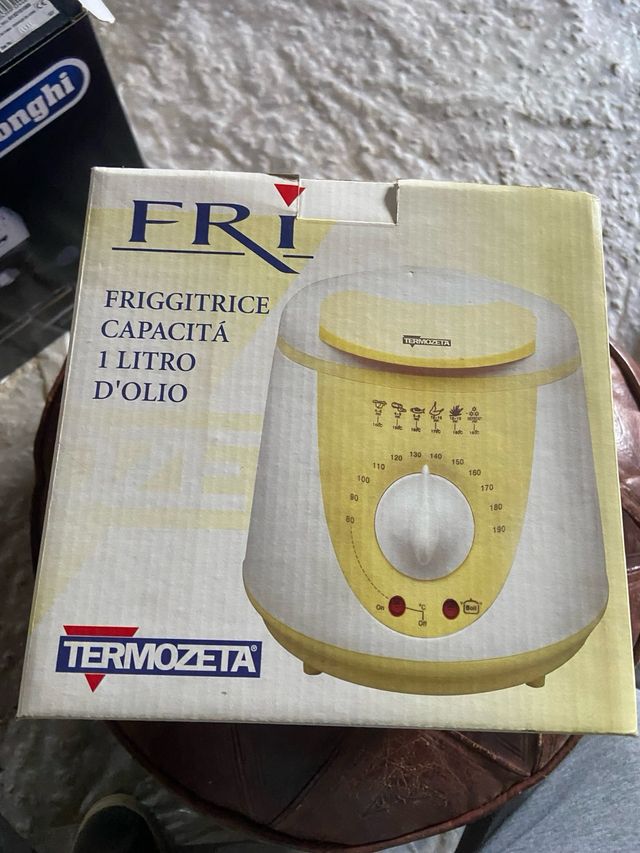 onghi
FRI
FRIGGITRICE
CAPACITÁ
1 LITRO
D'OLIO
TERMOZETA
120 130 140 150
110 160
100 170
90 180
80 190
On °C Boil
Off
TERMOZETA®